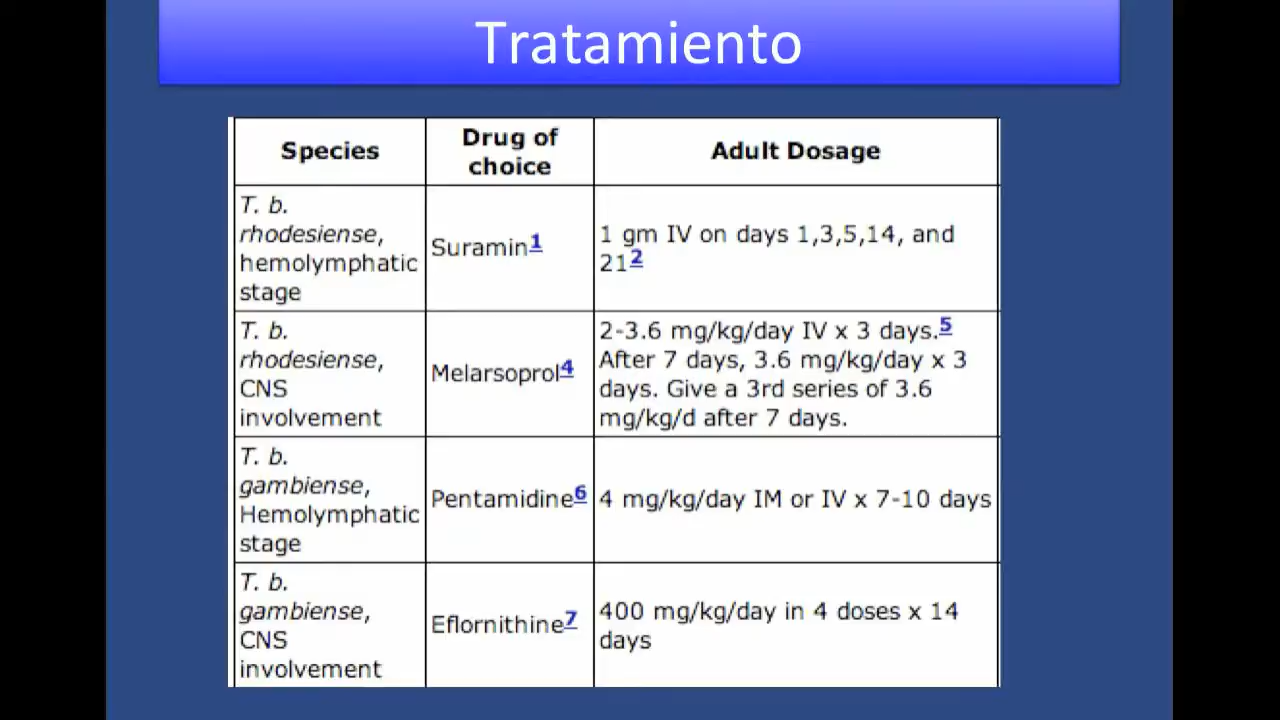 Tratamiento
Species
Drug of
choice
Adult Dosage
T. b.
rhodesiense,
hemolymphatic
stage
Suramin1
1 gm IV on days 1,3,5,14, and
212
T. b.
rhodesiense,
CNS
involvement
Melarsoprol4
2-3.6 mg/kg/day IV x 3 days.5
After 7 days, 3.6 mg/kg/day x 3
days. Give a 3rd series of 3.6
mg/kg/d after 7 days.
T. b.
gambiense,
Hemolymphatic
stage
Pentamidine6
4 mg/kg/day IM or IV x 7-10 days
T. b.
gambiense,
CNS
involvement
Eflornithine7
400 mg/kg/day in 4 doses x 14
days